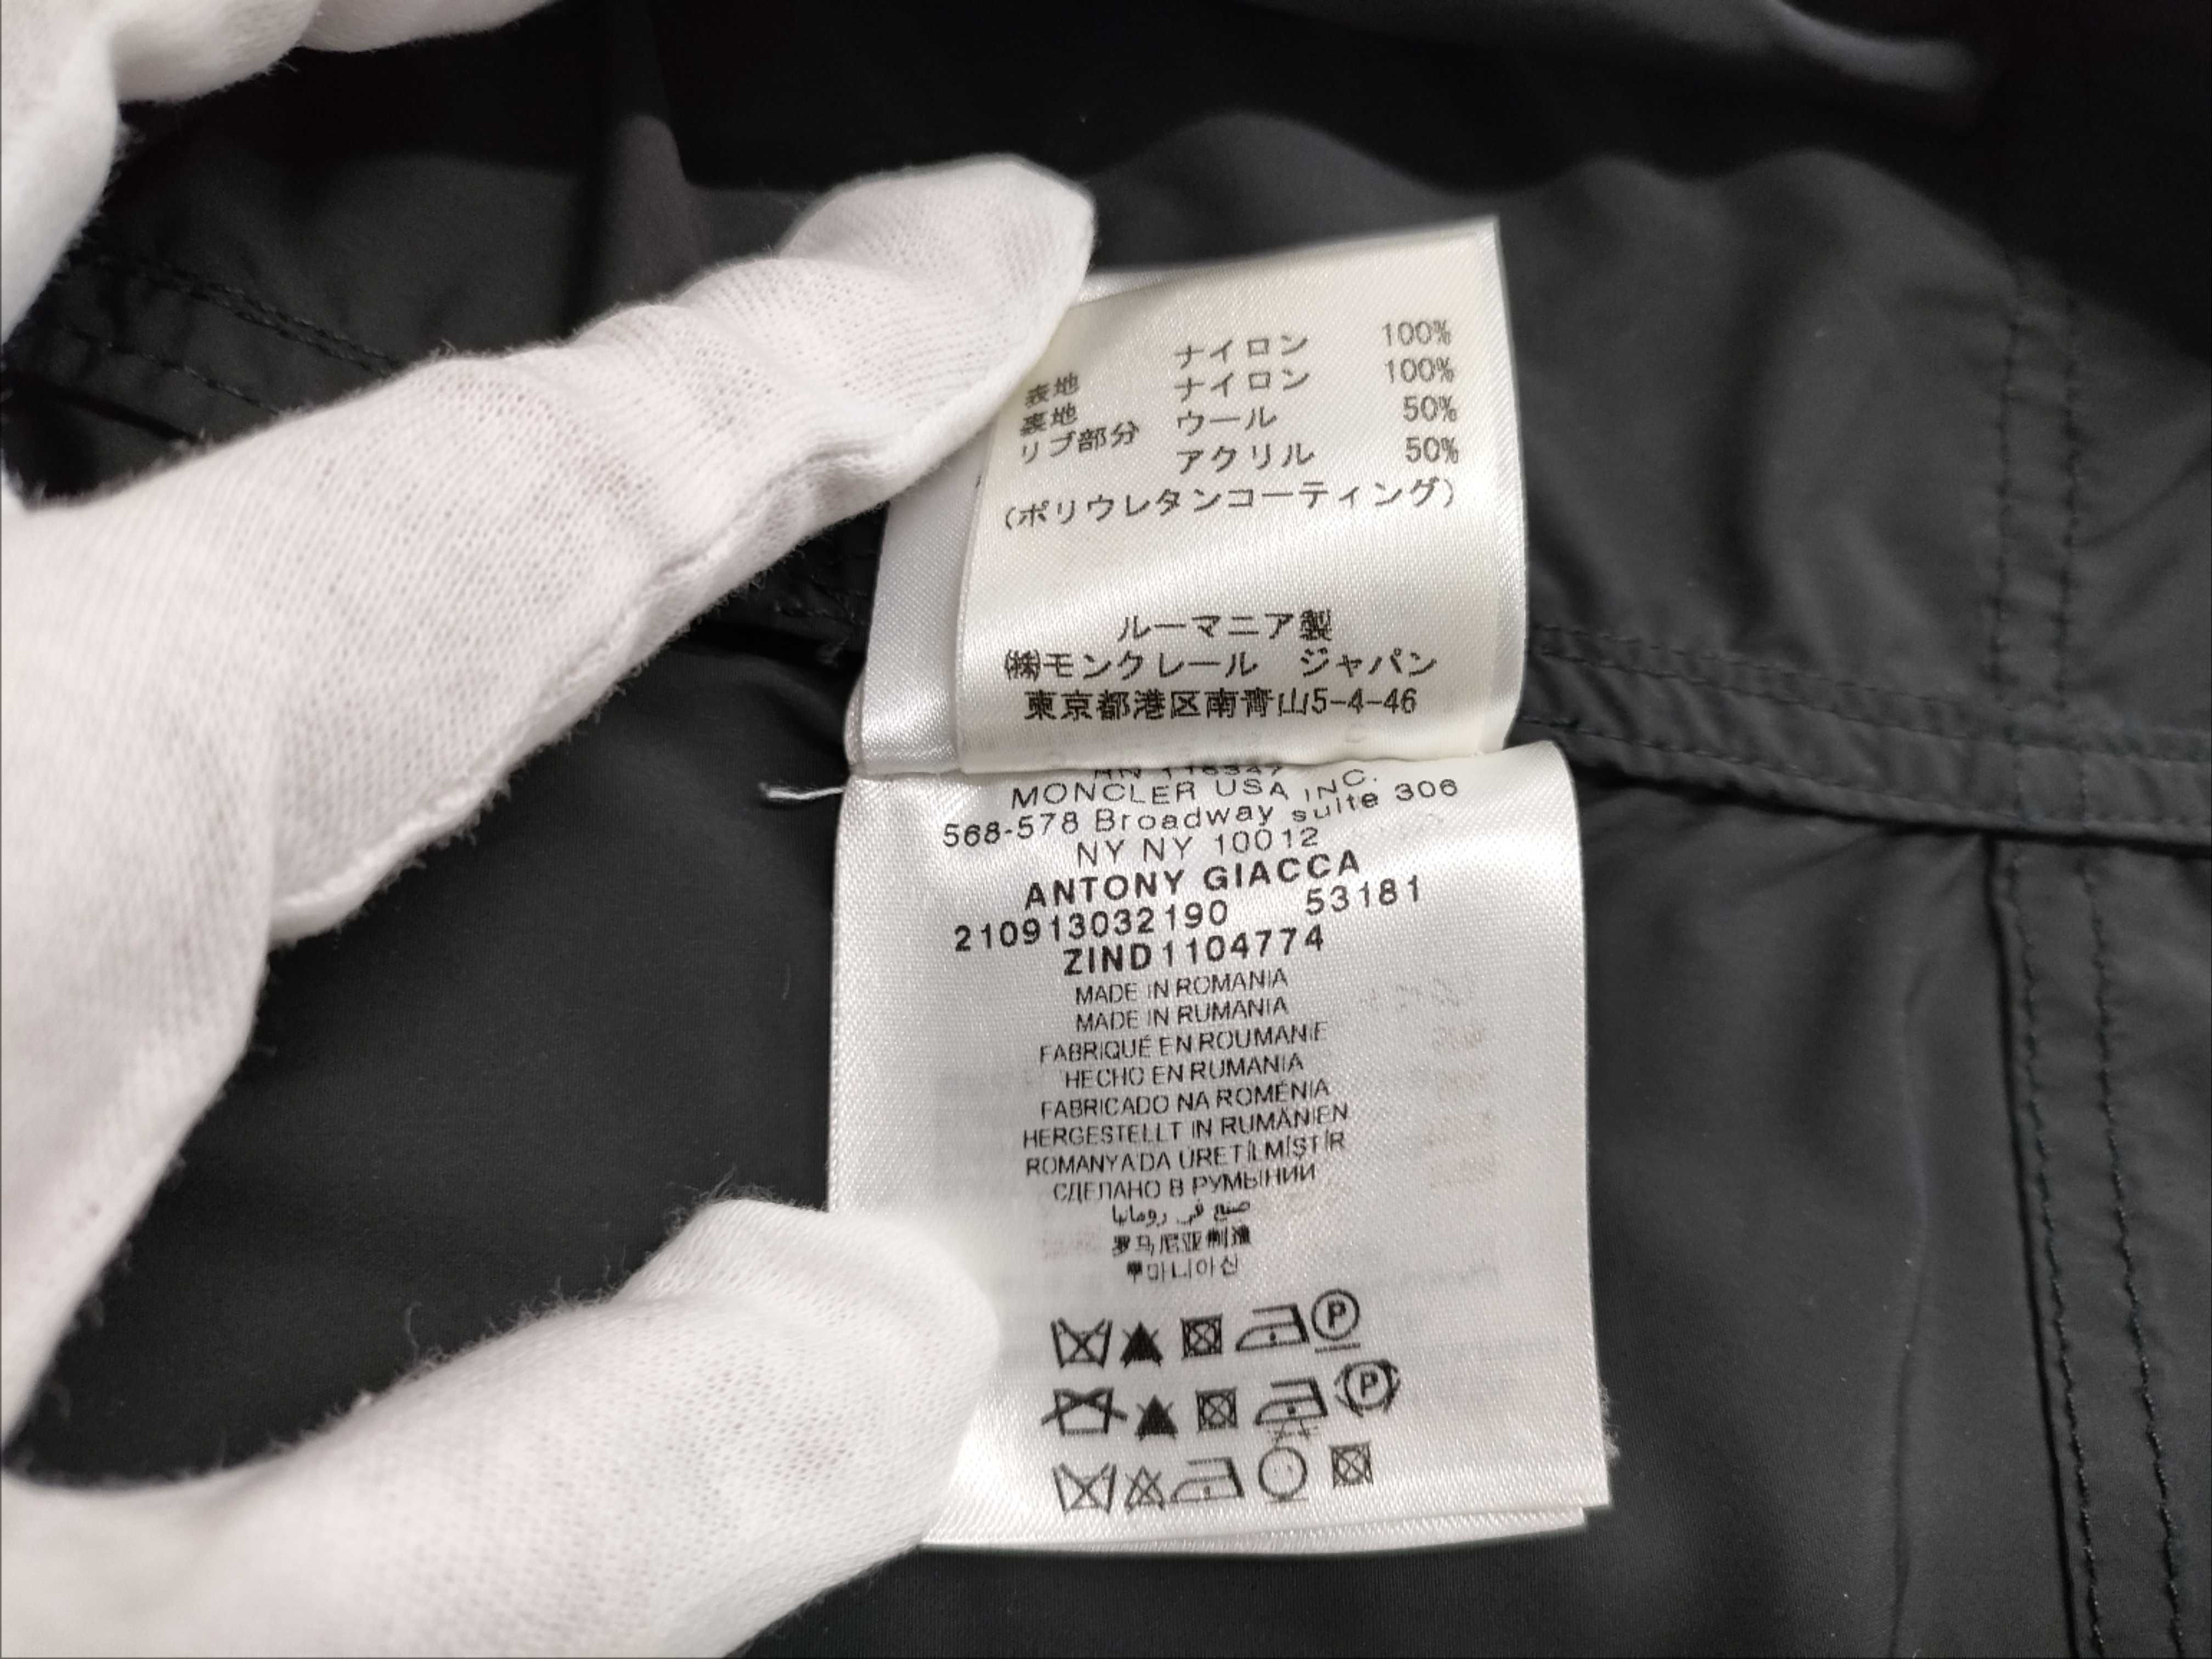 表地 ナイロン 100%
裏地 ナイロン 100%
リブ部分 ウール 50%
アクリル 50%
(ポリウレタンコーティング)
ルーマニア製
㈱モンクレール ジャパン
東京都港区南青山5-4-46
RN 116347
MONCLER USA INC.
568-578 Broadway suite 306
NY NY 10012
ANTONY GIACCA
210913032190 53181
ZIND1104774
MADE IN ROMANIA
MADE IN RUMANIA
FABRIQUÉ EN ROUMANIE
HECHO EN RUMANIA
FABRICADO NA ROMÉNIA
HERGESTELLT IN RUMÄNIEN
ROMANYA'DA ÜRETİLMİŞTİR
СДЕЛАНО В РУМЫНИИ
صنع في رومانيا
罗马尼亚制造
루마니아산
P
P